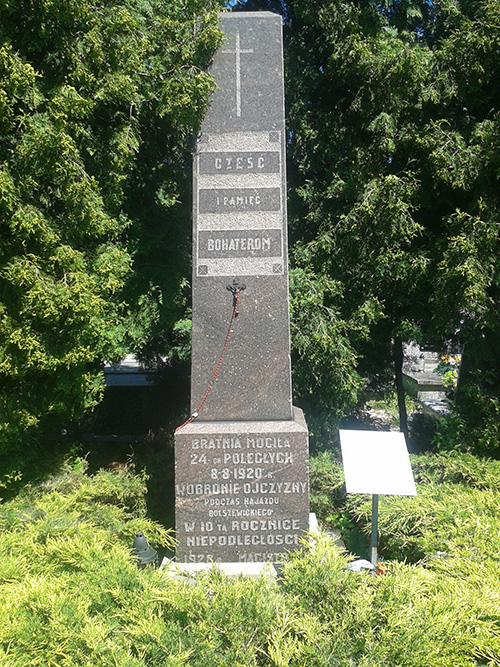 CZEŚĆ
I PAMIĘĆ
BOHATEROM
BRATNIA MOGIŁA
24-CH POLEGŁYCH
8-8-1920 R.
W OBRONIE OJCZYZNY
PODCZAS NAJAZDU
BOLSZEWICKIEGO
W 10 TĄ ROCZNICĘ
NIEPODLEGŁOŚCI
1928 R. MAGISTRAT